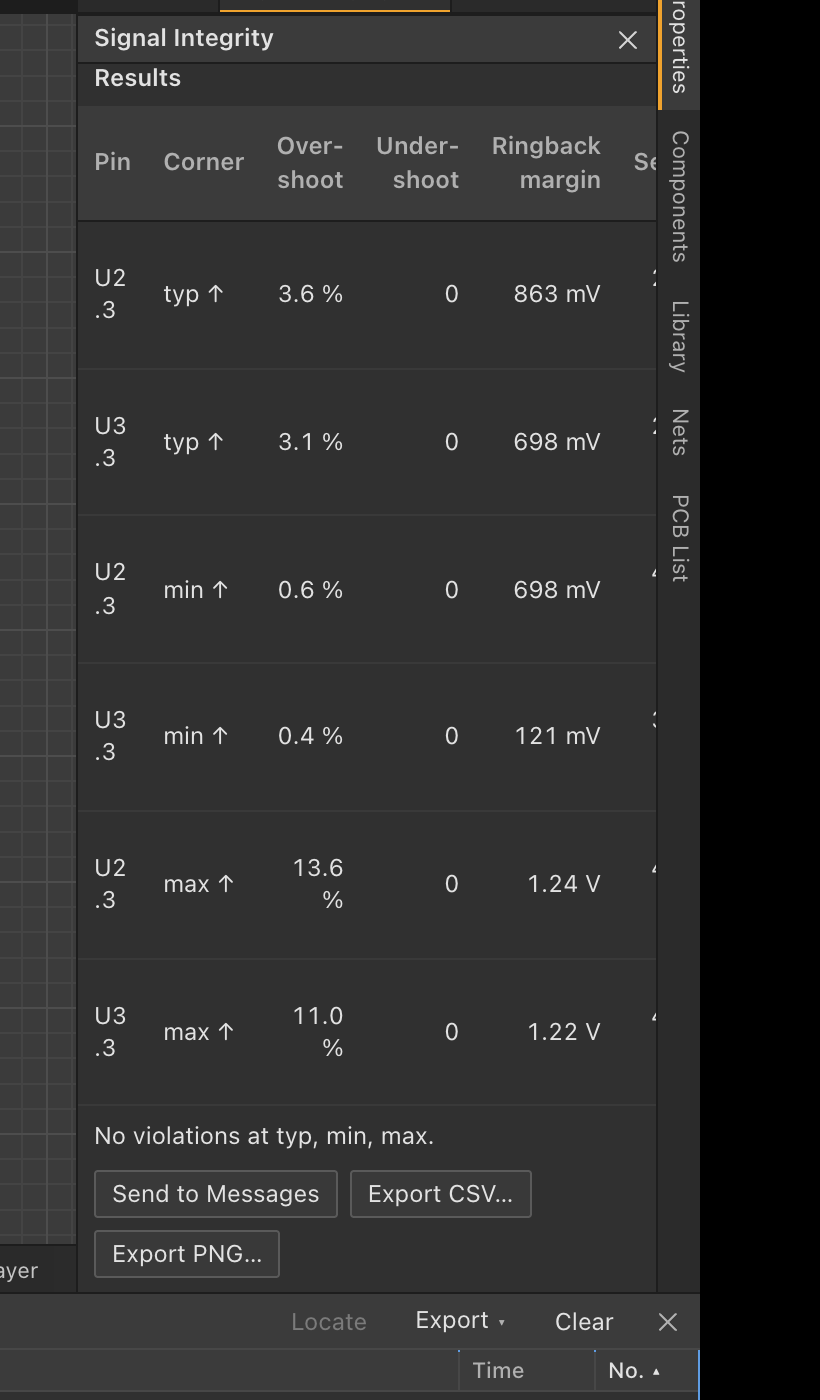 Signal Integrity
Results
Pin Corner Over-shoot Under-shoot Ringback margin
U2.3 typ ↑ 3.6 % 0 863 mV
U3.3 typ ↑ 3.1 % 0 698 mV
U2.3 min ↑ 0.6 % 0 698 mV
U3.3 min ↑ 0.4 % 0 121 mV
U2.3 max ↑ 13.6 % 0 1.24 V
U3.3 max ↑ 11.0 % 0 1.22 V
No violations at typ, min, max.
Send to Messages Export CSV...
Export PNG...
roperties
Components
Library
Nets
PCB List
ayer
Locate Export ▾ Clear
Time No. ▴